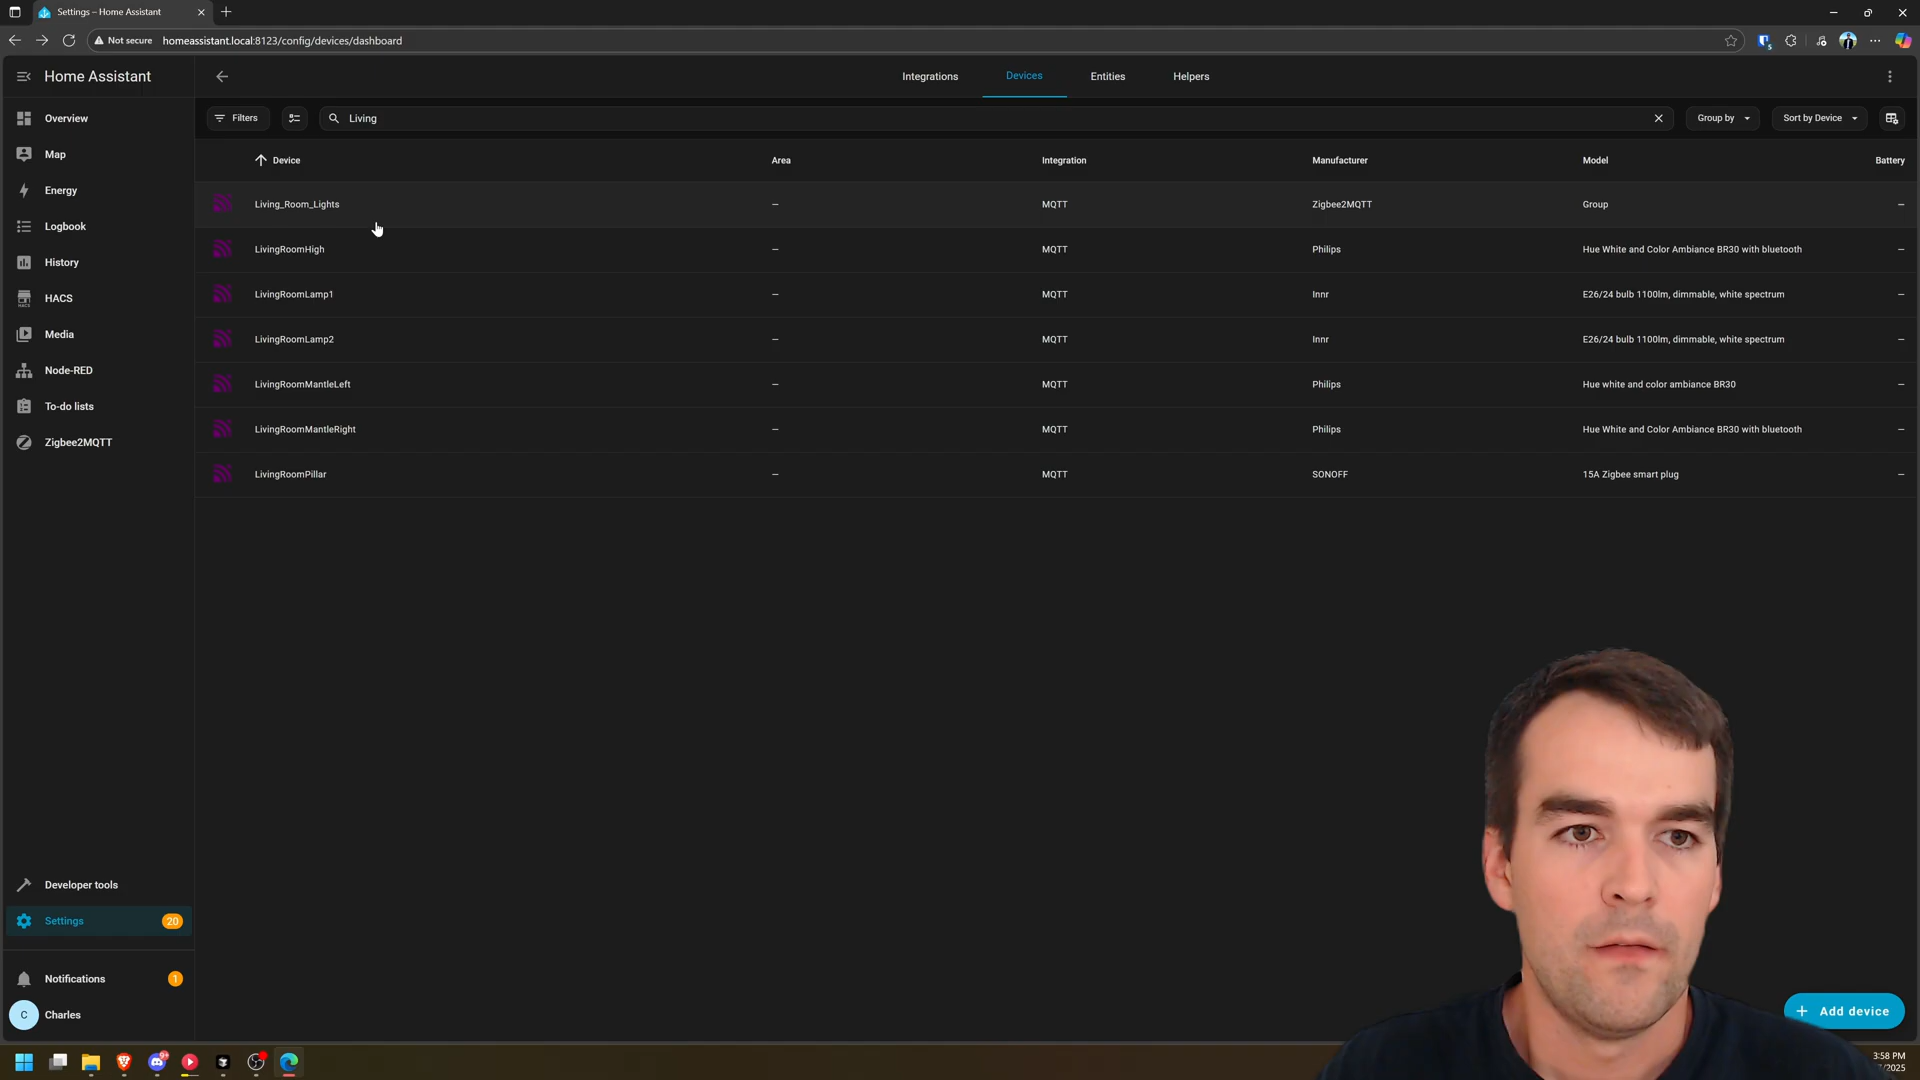 Settings – Home Assistant
Not secure homeassistant.local:8123/config/devices/dashboard
Home Assistant
Integrations Devices Entities Helpers
Overview
Map
Energy
Logbook
History
HACS
Media
Node-RED
To-do lists
Zigbee2MQTT
Developer tools
Settings 20
Notifications 1
C Charles
Filters Living Group by Sort by Device
Device Area Integration Manufacturer Model Battery
Living_Room_Lights — MQTT Zigbee2MQTT Group —
LivingRoomHigh — MQTT Philips Hue White and Color Ambiance BR30 with bluetooth —
LivingRoomLamp1 — MQTT Innr E26/24 bulb 1100lm, dimmable, white spectrum —
LivingRoomLamp2 — MQTT Innr E26/24 bulb 1100lm, dimmable, white spectrum —
LivingRoomMantleLeft — MQTT Philips Hue white and color ambiance BR30 —
LivingRoomMantleRight — MQTT Philips Hue White and Color Ambiance BR30 with bluetooth —
LivingRoomPillar — MQTT SONOFF 15A Zigbee smart plug —
+ Add device
3:58 PM